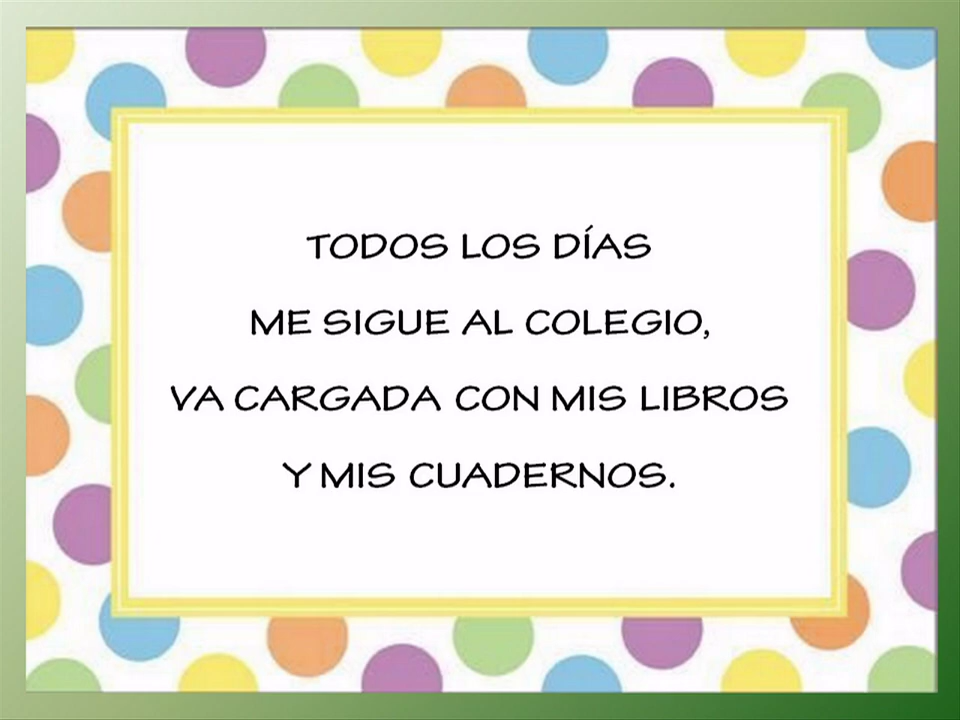 TODOS LOS DÍAS
ME SIGUE AL COLEGIO,
VA CARGADA CON MIS LIBROS
Y MIS CUADERNOS.